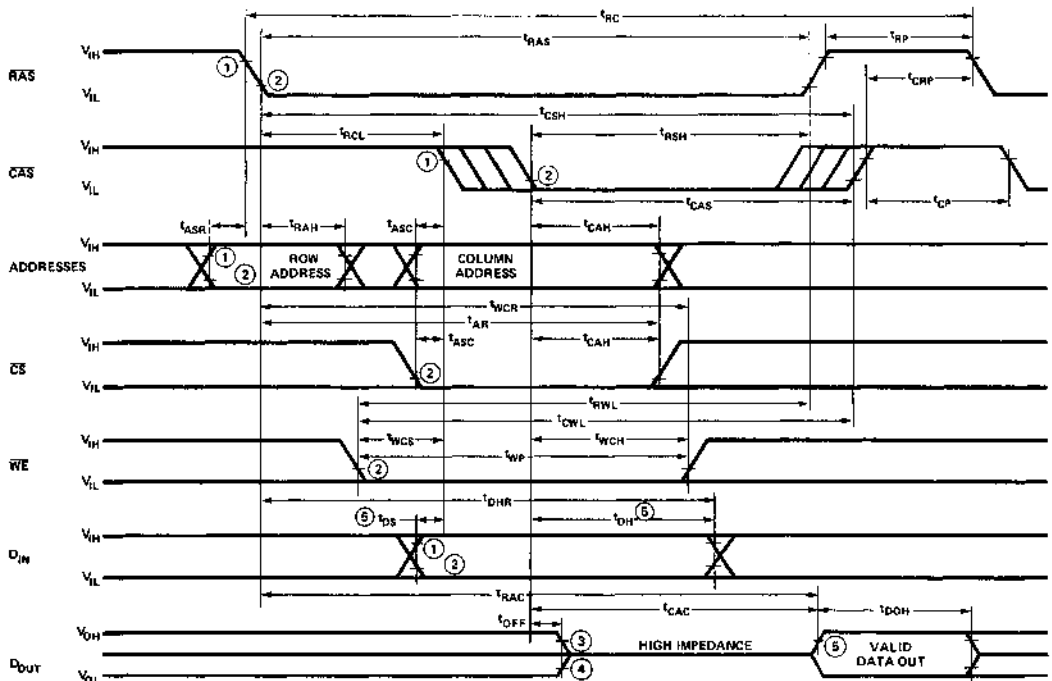 tRC
tRAS
tRP
VIH
RAS
① ②
tCRP
VIL
tCSH
tRCL
tRSH
VIH
CAS
① ②
VIL
tCAS
tCP
tASR
tRAH
tASC
tCAH
VIH
ADDRESSES
① ②
ROW ADDRESS
COLUMN ADDRESS
VIL
tWCR
tAR
tASC
tCAH
VIH
CS
②
VIL
tRWL
tCWL
tWCS
tWCH
VIH
tWP
WE
②
VIL
tDHR
⑤ tDS
tDH ⑤
VIH
DIN
① ②
VIL
tRAC
tCAC
tOFF
tDOH
VOH
③
HIGH IMPEDANCE
⑤
VALID DATA OUT
DOUT
④
VOL